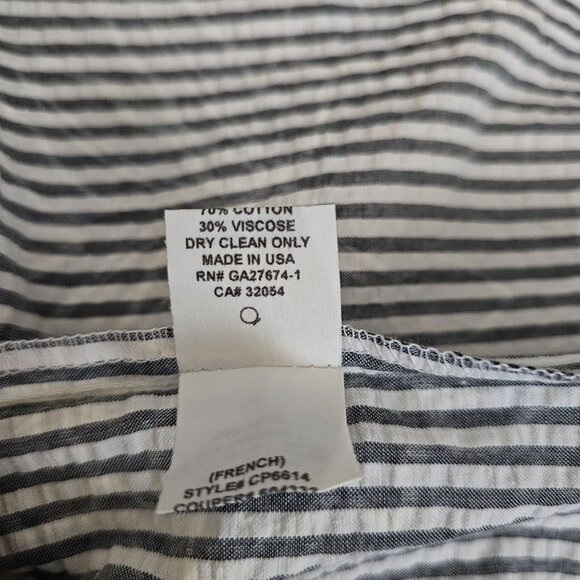 70% COTTON
30% VISCOSE
DRY CLEAN ONLY
MADE IN USA
RN# GA27674-1
CA# 32054
(FRENCH)
STYLE# CP6614